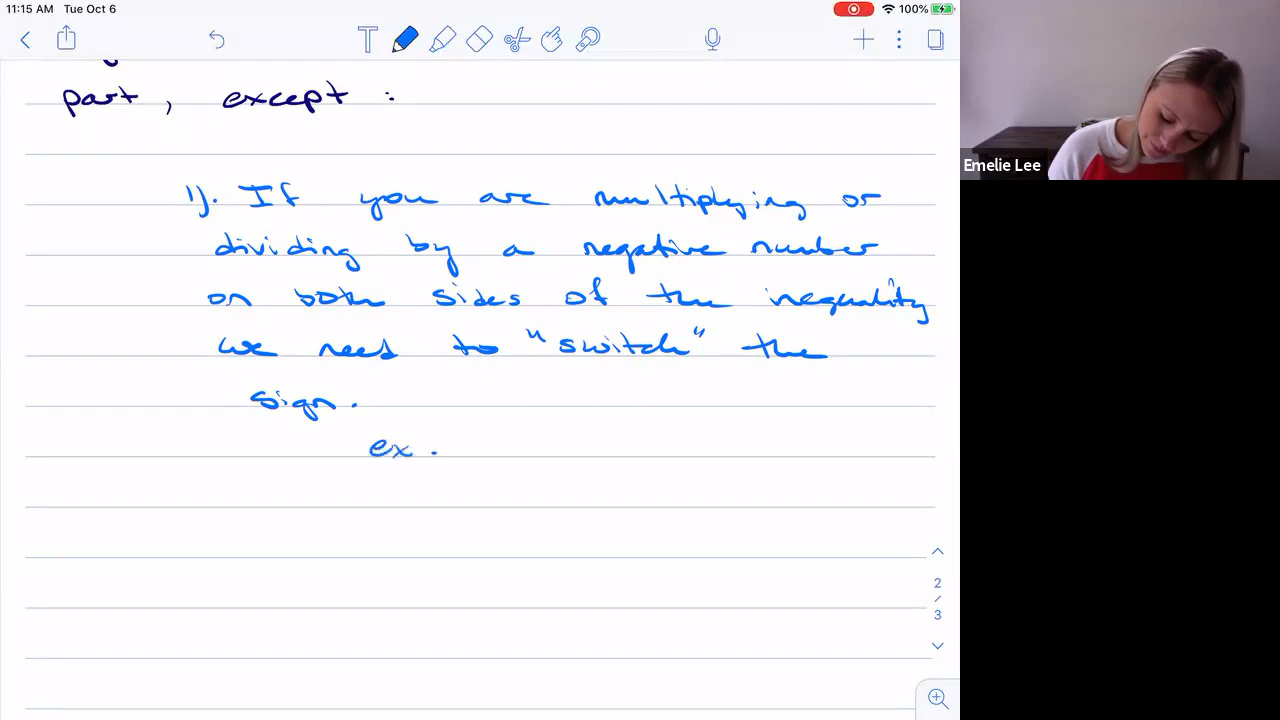 11:15 AM Tue Oct 6
100%
part, except:
1). If you are multiplying or
dividing by a negative number
on both sides of the inequality
we need to "switch" the
sign.
ex.
2
/
3
Emelie Lee